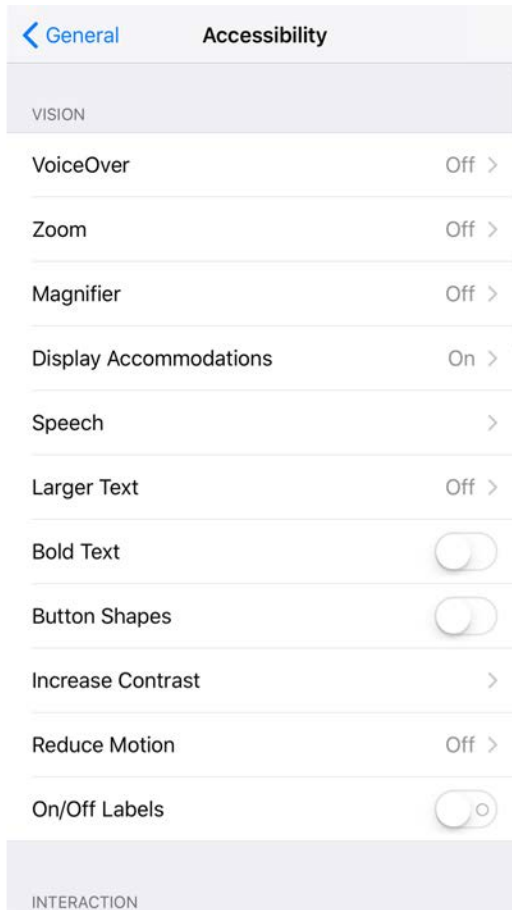 General Accessibility
VISION
VoiceOver Off
Zoom Off
Magnifier Off
Display Accommodations On
Speech
Larger Text Off
Bold Text
Button Shapes
Increase Contrast
Reduce Motion Off
On/Off Labels
INTERACTION